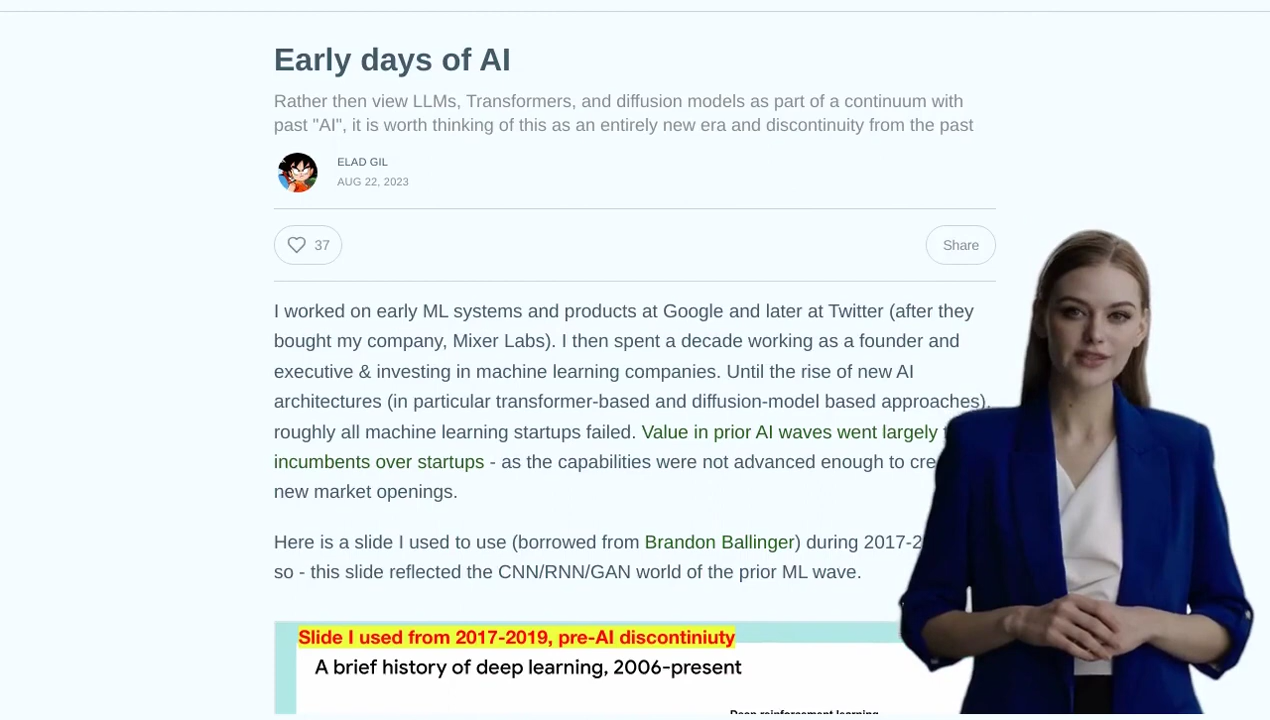 Early days of AI
Rather then view LLMs, Transformers, and diffusion models as part of a continuum with
past "AI", it is worth thinking of this as an entirely new era and discontinuity from the past
ELAD GIL
AUG 22, 2023
37
Share
I worked on early ML systems and products at Google and later at Twitter (after they
bought my company, Mixer Labs). I then spent a decade working as a founder and
executive & investing in machine learning companies. Until the rise of new AI
architectures (in particular transformer-based and diffusion-model based approaches),
roughly all machine learning startups failed. Value in prior AI waves went largely
incumbents over startups - as the capabilities were not advanced enough to
new market openings.
Here is a slide I used to use (borrowed from Brandon Ballinger) during
so - this slide reflected the CNN/RNN/GAN world of the prior ML wave.
Slide I used from 2017-2019, pre-AI discontiniuty
A brief history of deep learning, 2006-present
Deep reinforcement learning